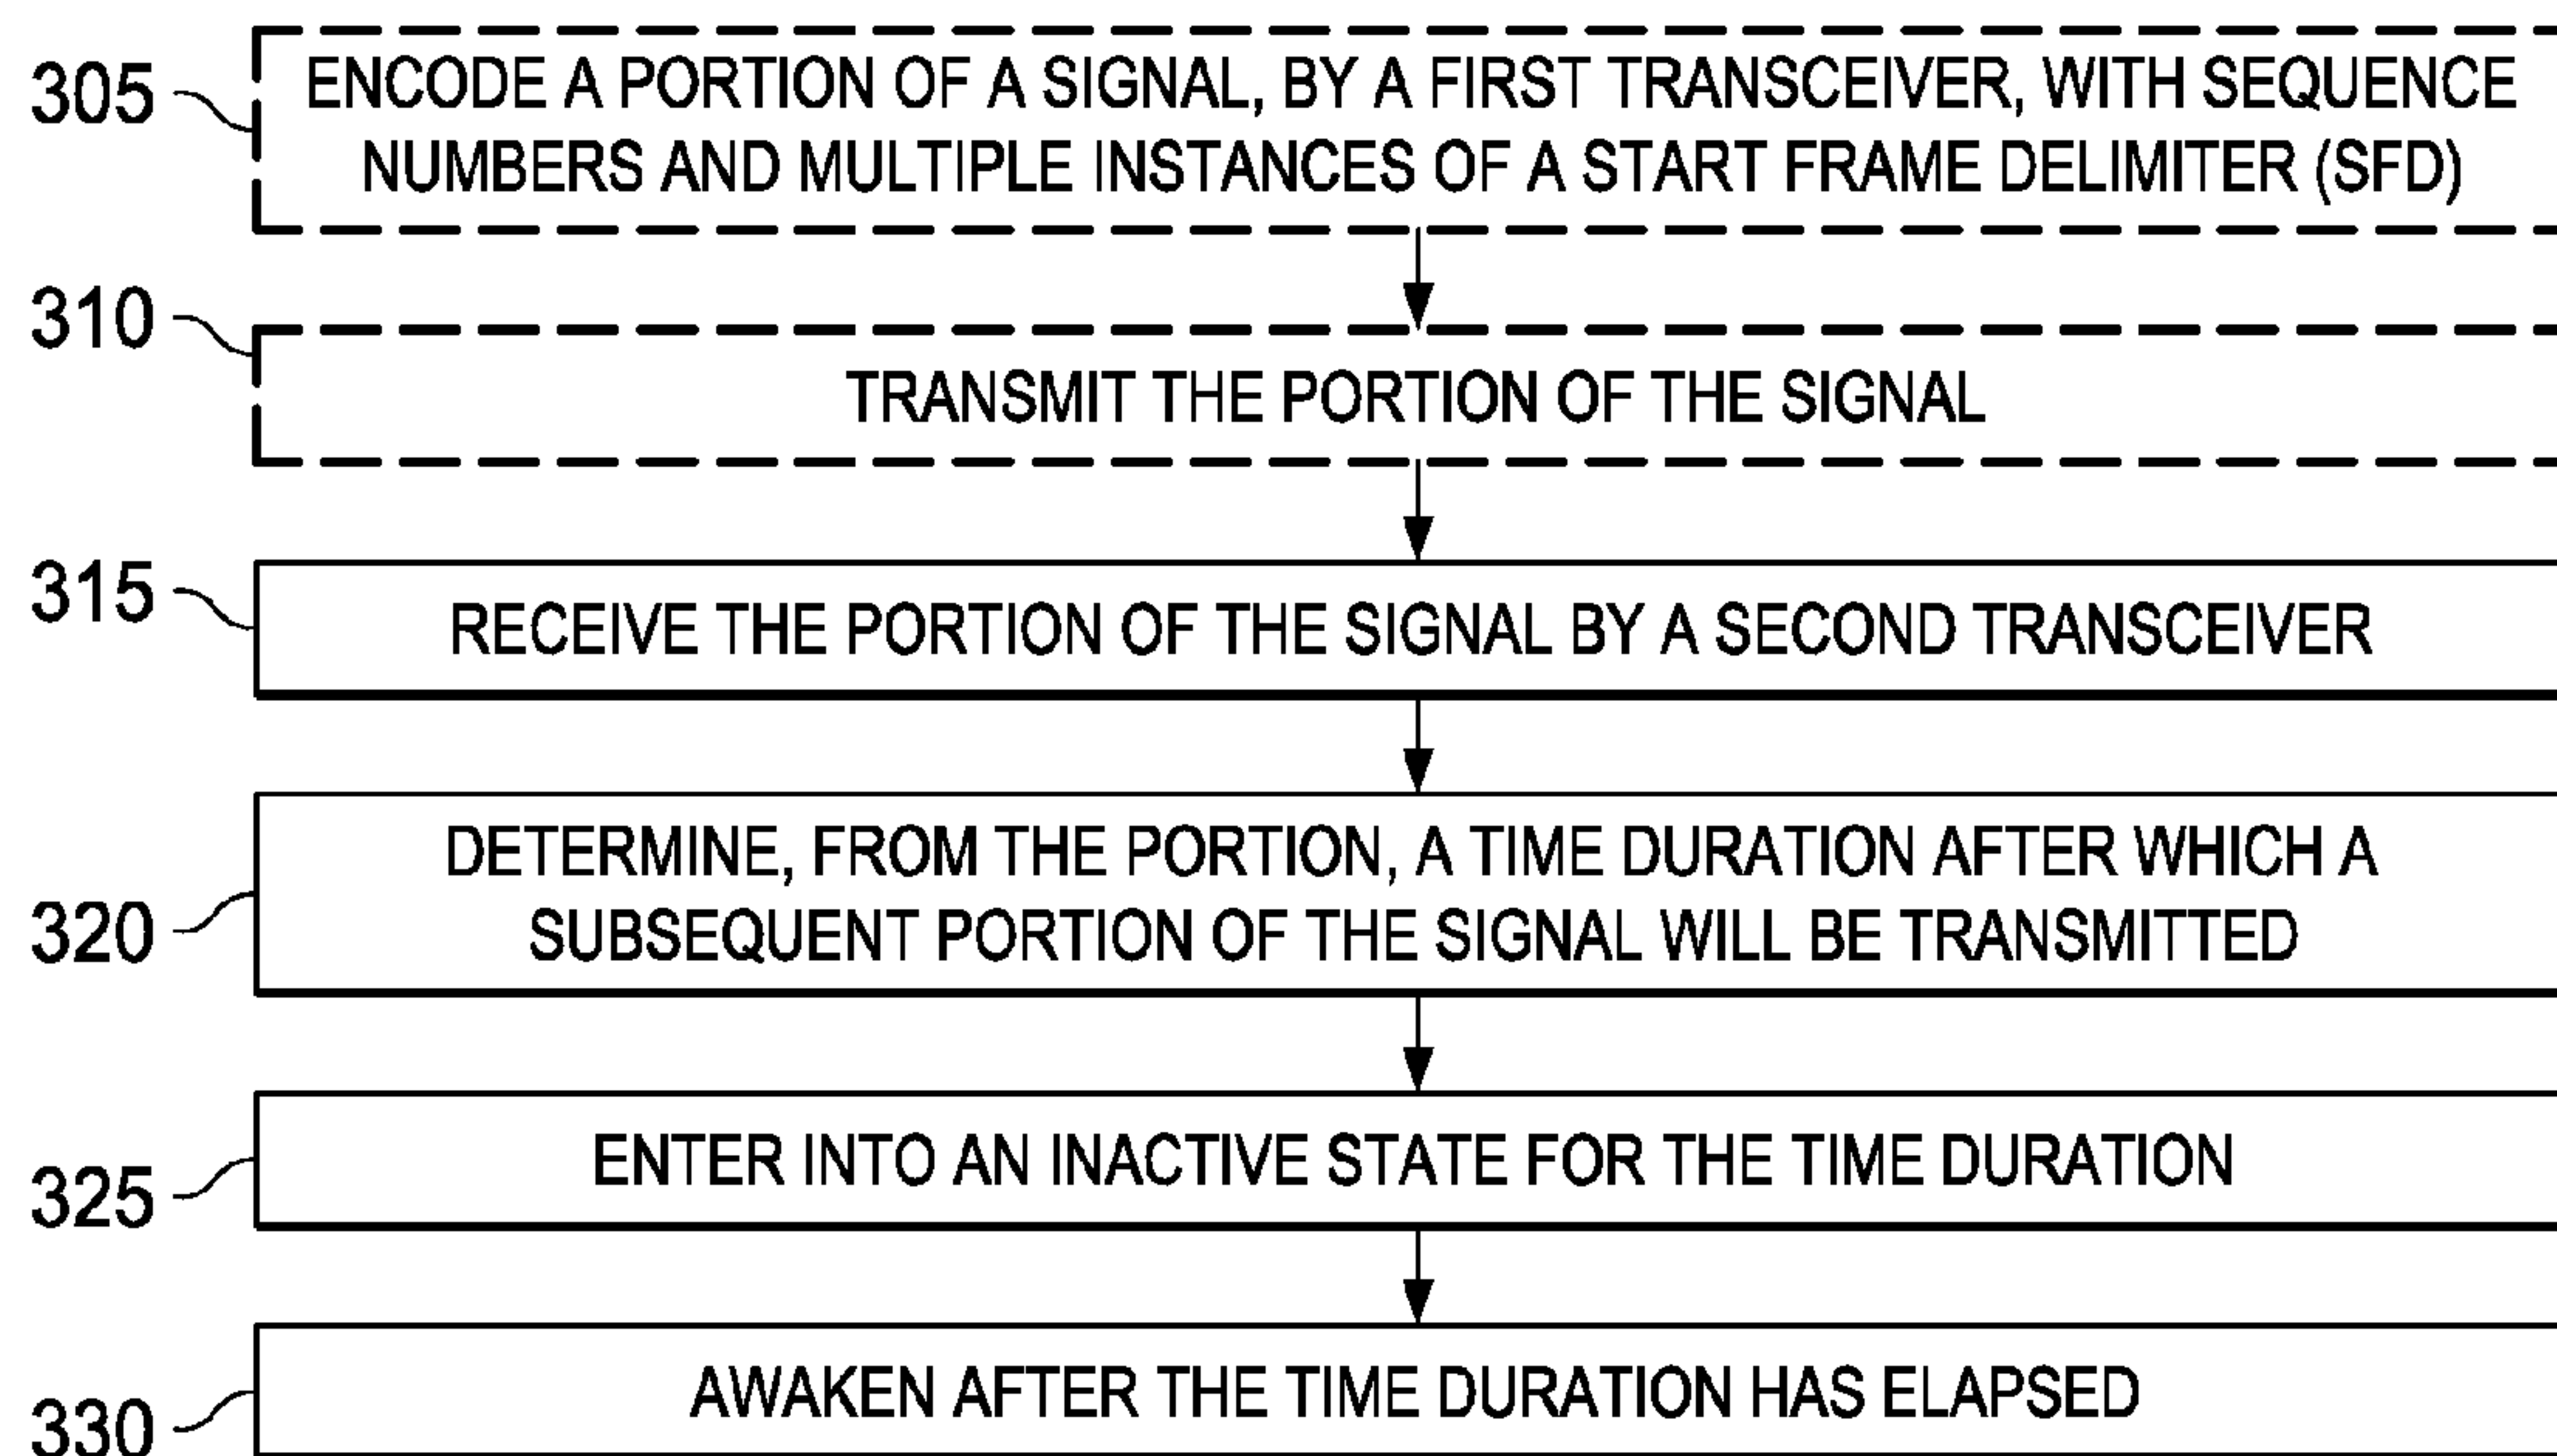 305
ENCODE A PORTION OF A SIGNAL, BY A FIRST TRANSCEIVER, WITH SEQUENCE
NUMBERS AND MULTIPLE INSTANCES OF A START FRAME DELIMITER (SFD)
310
TRANSMIT THE PORTION OF THE SIGNAL
315
RECEIVE THE PORTION OF THE SIGNAL BY A SECOND TRANSCEIVER
320
DETERMINE, FROM THE PORTION, A TIME DURATION AFTER WHICH A
SUBSEQUENT PORTION OF THE SIGNAL WILL BE TRANSMITTED
325
ENTER INTO AN INACTIVE STATE FOR THE TIME DURATION
330
AWAKEN AFTER THE TIME DURATION HAS ELAPSED